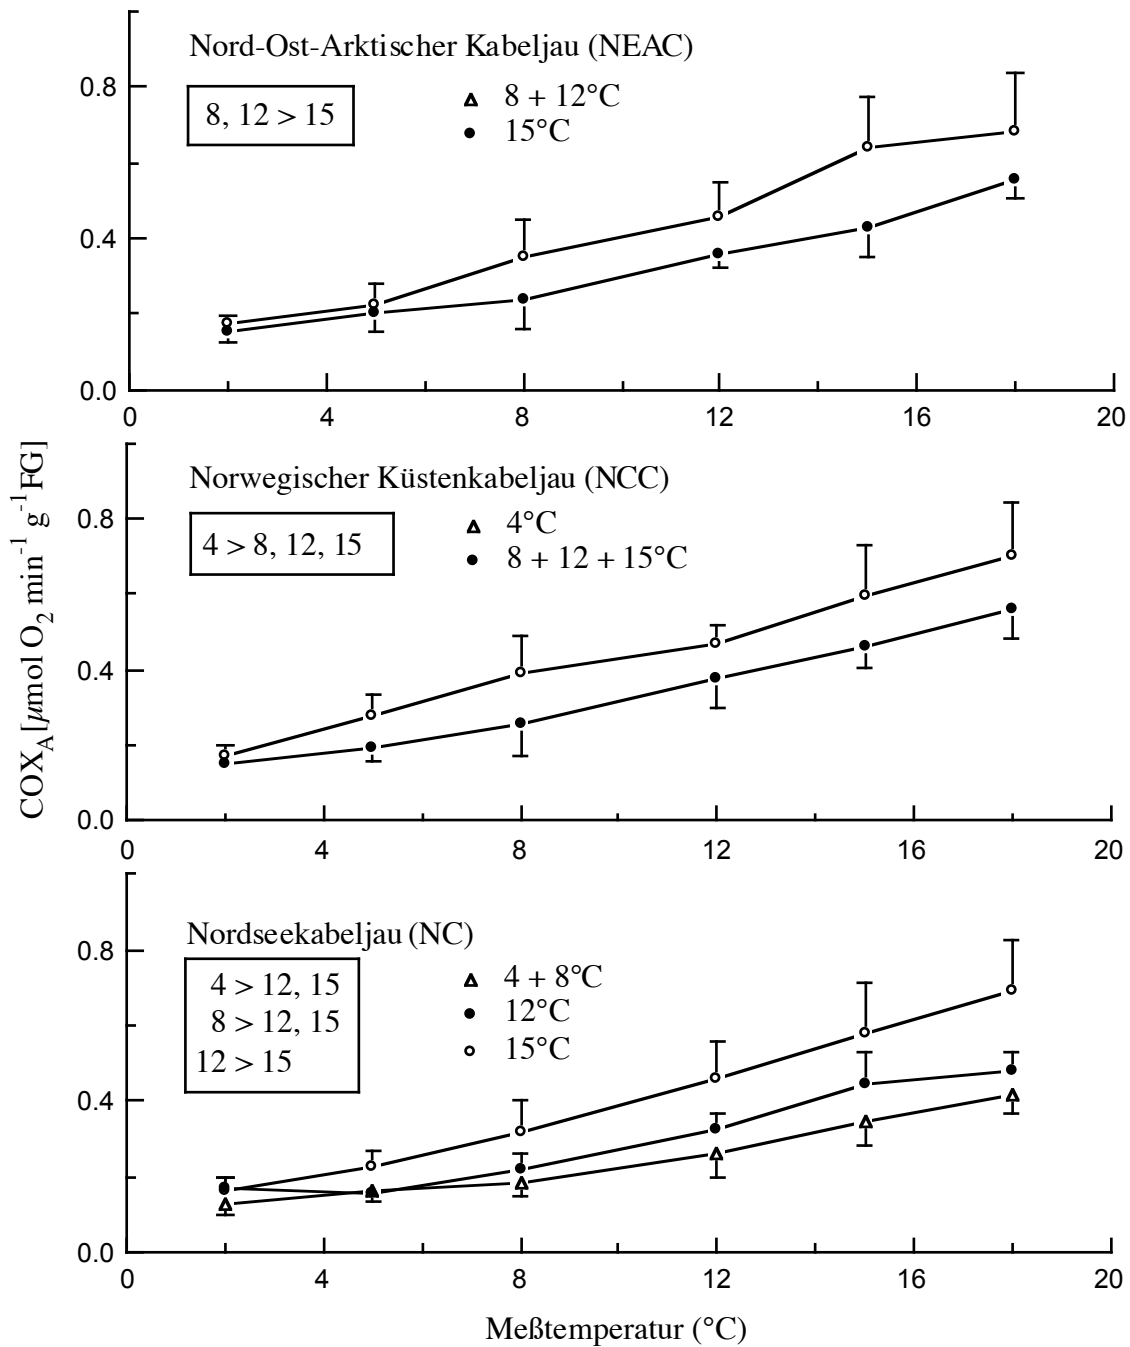 Nord-Ost-Arktischer Kabeljau (NEAC)
8, 12 > 15
8 + 12°C
15°C
0.8
0.4
0.0
0 4 8 12 16 20
COX_A [µmol O₂ min⁻¹ g⁻¹FG]
Norwegischer Küstenkabeljau (NCC)
4 > 8, 12, 15
4°C
8 + 12 + 15°C
0.8
0.4
0.0
0 4 8 12 16 20
Nordseekabeljau (NC)
4 > 12, 15
8 > 12, 15
12 > 15
4 + 8°C
12°C
15°C
0.8
0.4
0.0
0 4 8 12 16 20
Meßtemperatur (°C)